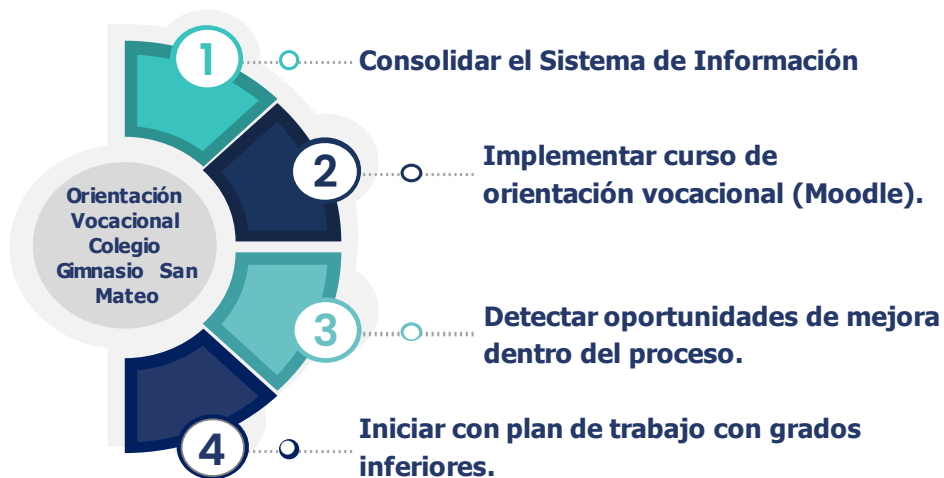 Orientación
Vocacional
Colegio
Gimnasio San
Mateo
1
Consolidar el Sistema de Información
2
Implementar curso de
orientación vocacional (Moodle).
3
Detectar oportunidades de mejora
dentro del proceso.
4
Iniciar con plan de trabajo con grados
inferiores.